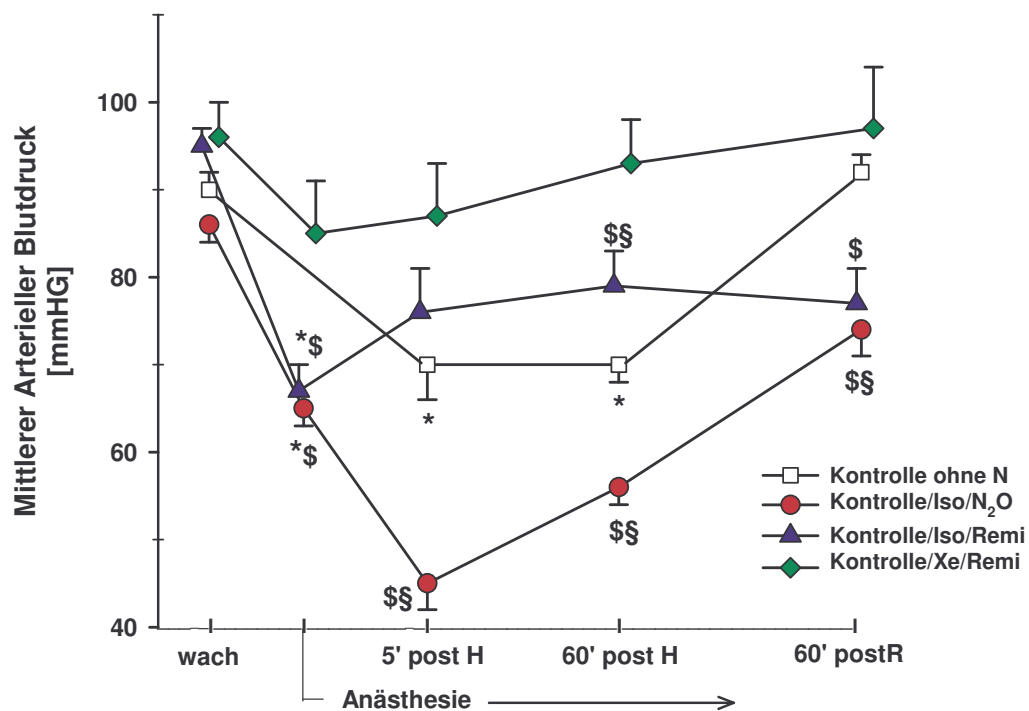 Mittlerer Arterieller Blutdruck
[mmHG]
100
80
60
40
*$
*$
$§
*
$§
*
$§
$
$§
Kontrolle ohne N
Kontrolle/Iso/N₂O
Kontrolle/Iso/Remi
Kontrolle/Xe/Remi
wach
5' post H
60' post H
60' postR
Anästhesie